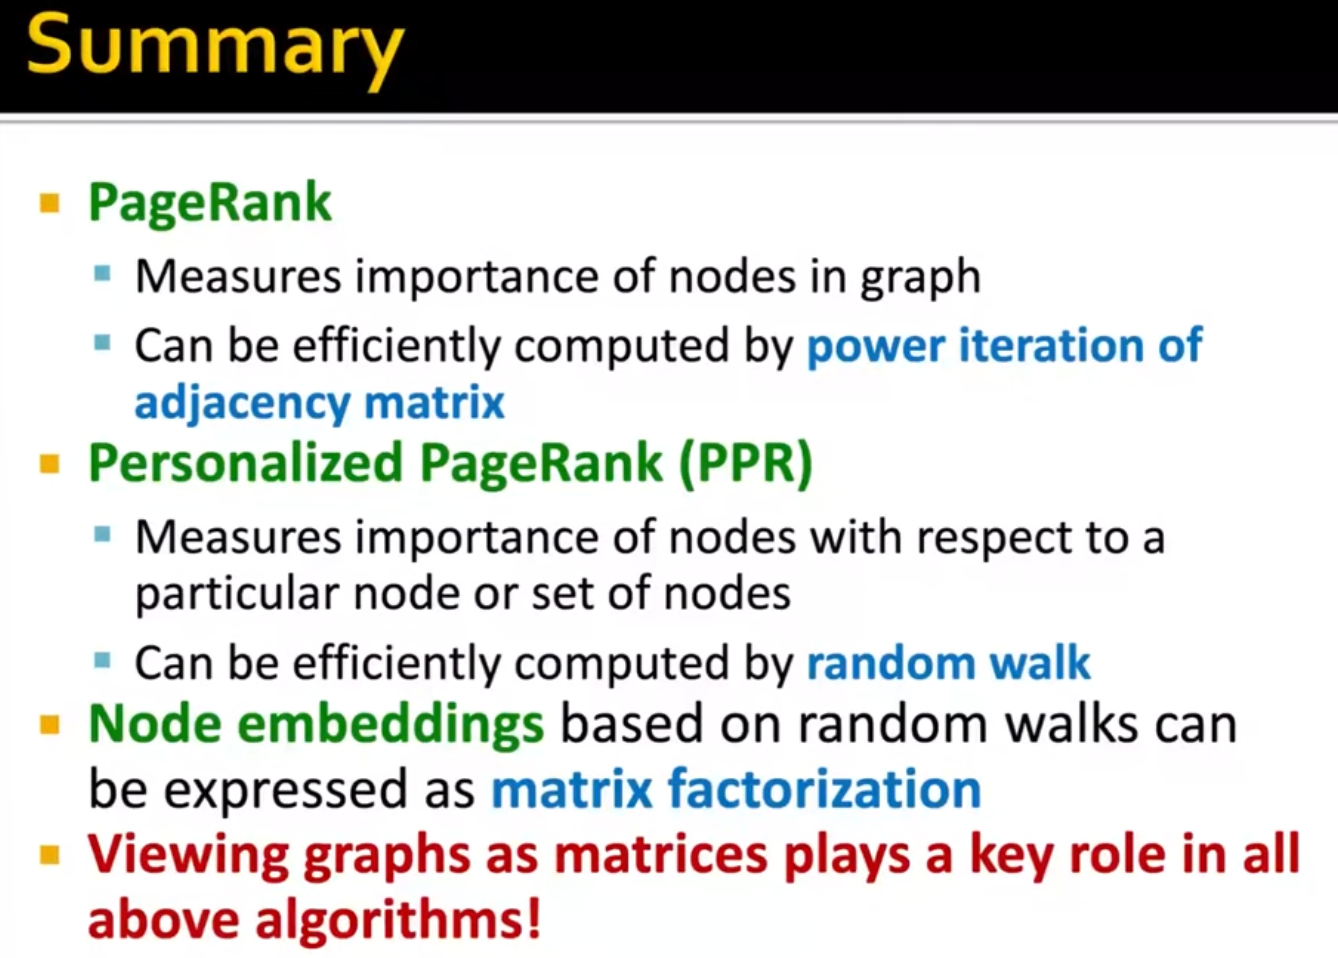 Summary
PageRank
Measures importance of nodes in graph
Can be efficiently computed by power iteration of
adjacency matrix
Personalized PageRank (PPR)
Measures importance of nodes with respect to a
particular node or set of nodes
Can be efficiently computed by random walk
Node embeddings based on random walks can
be expressed as matrix factorization
Viewing graphs as matrices plays a key role in all
above algorithms!